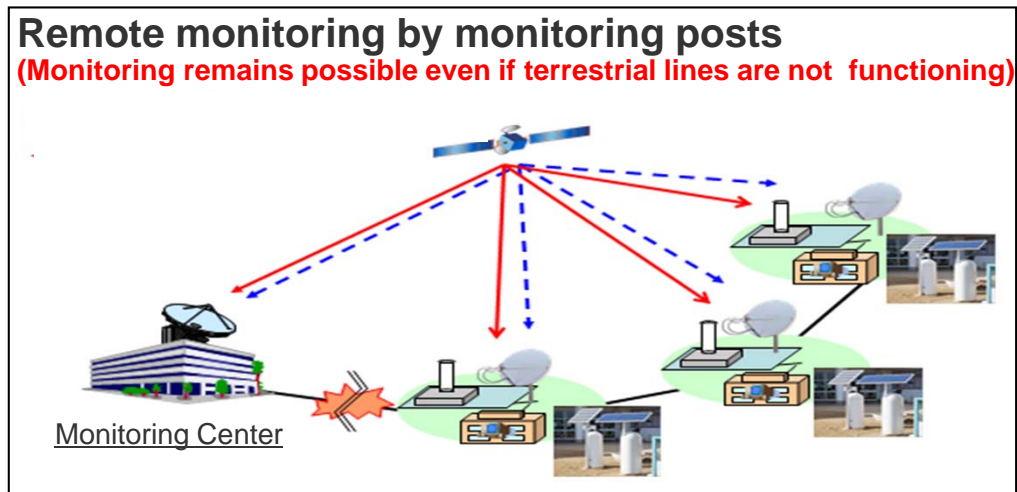 Remote monitoring by monitoring posts
(Monitoring remains possible even if terrestrial lines are not functioning)
Monitoring Center